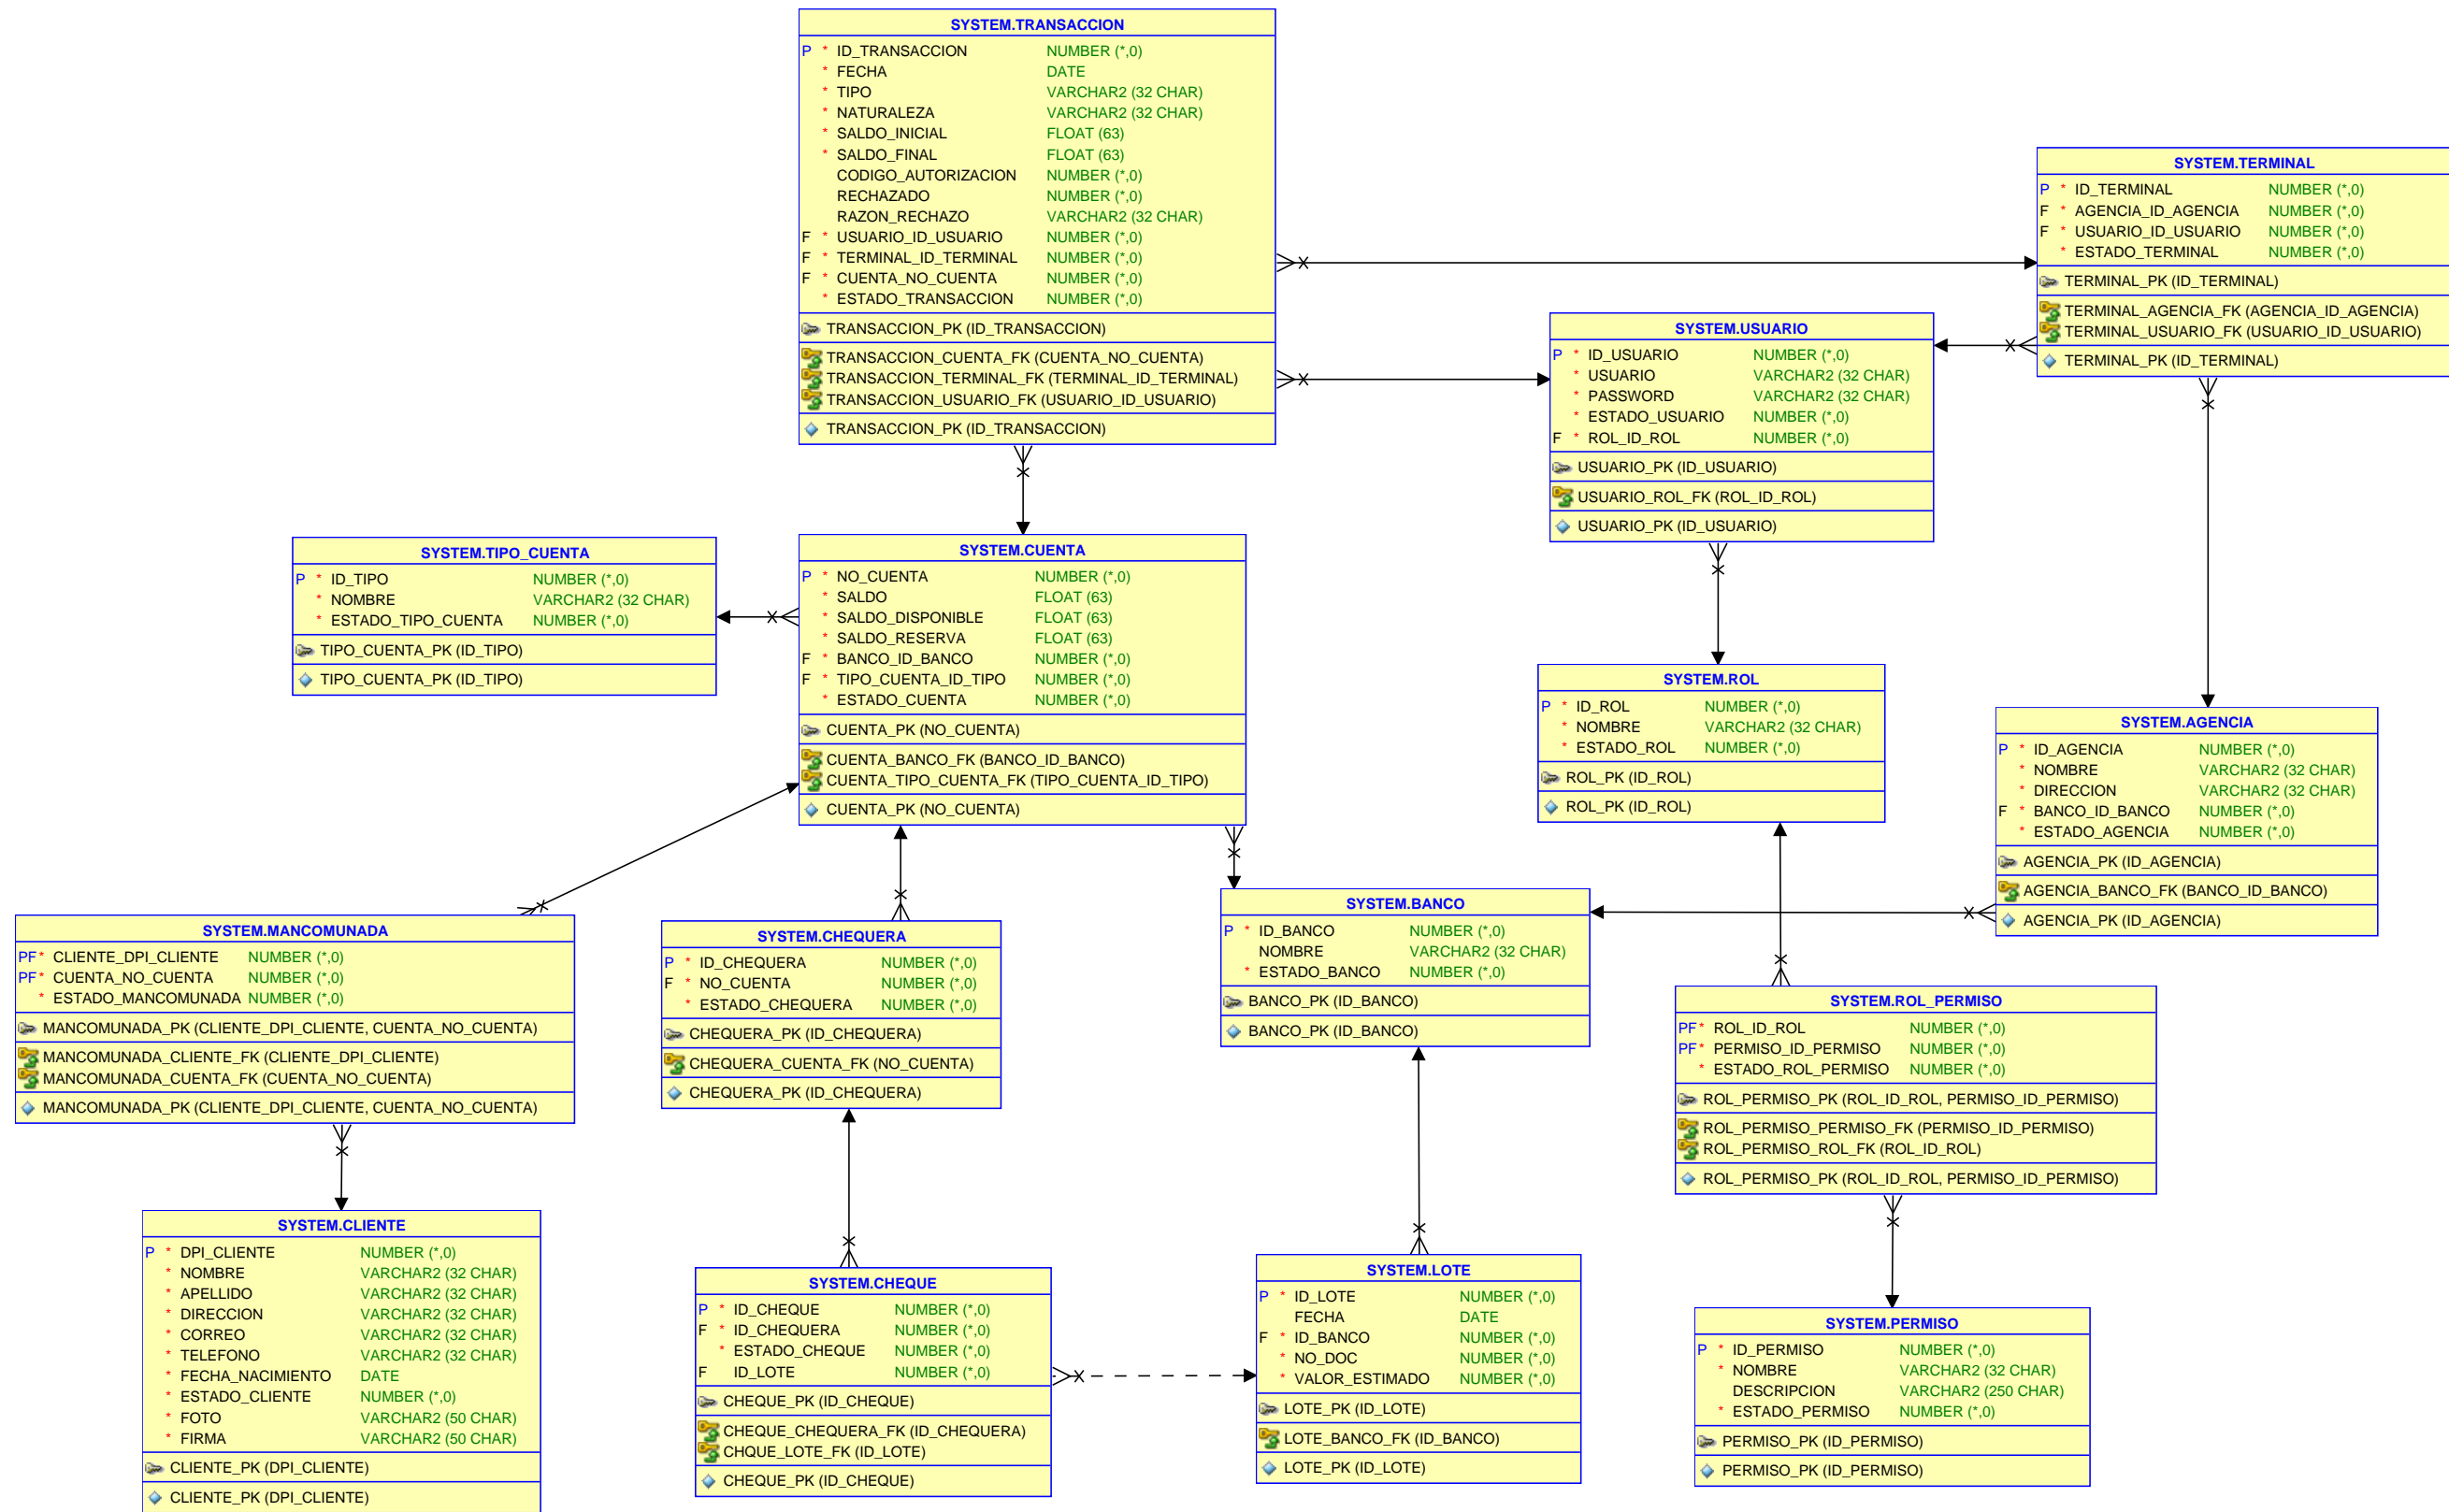 SYSTEM.TRANSACCION
P * ID_TRANSACCION NUMBER (*,0)
* FECHA DATE
* TIPO VARCHAR2 (32 CHAR)
* NATURALEZA VARCHAR2 (32 CHAR)
* SALDO_INICIAL FLOAT (63)
* SALDO_FINAL FLOAT (63)
CODIGO_AUTORIZACION NUMBER (*,0)
RECHAZADO NUMBER (*,0)
RAZON_RECHAZO VARCHAR2 (32 CHAR)
F * USUARIO_ID_USUARIO NUMBER (*,0)
F * TERMINAL_ID_TERMINAL NUMBER (*,0)
F * CUENTA_NO_CUENTA NUMBER (*,0)
* ESTADO_TRANSACCION NUMBER (*,0)
TRANSACCION_PK (ID_TRANSACCION)
TRANSACCION_CUENTA_FK (CUENTA_NO_CUENTA)
TRANSACCION_TERMINAL_FK (TERMINAL_ID_TERMINAL)
TRANSACCION_USUARIO_FK (USUARIO_ID_USUARIO)
TRANSACCION_PK (ID_TRANSACCION)
SYSTEM.TERMINAL
P * ID_TERMINAL NUMBER (*,0)
F * AGENCIA_ID_AGENCIA NUMBER (*,0)
F * USUARIO_ID_USUARIO NUMBER (*,0)
* ESTADO_TERMINAL NUMBER (*,0)
TERMINAL_PK (ID_TERMINAL)
TERMINAL_AGENCIA_FK (AGENCIA_ID_AGENCIA)
TERMINAL_USUARIO_FK (USUARIO_ID_USUARIO)
TERMINAL_PK (ID_TERMINAL)
SYSTEM.USUARIO
P * ID_USUARIO NUMBER (*,0)
* USUARIO VARCHAR2 (32 CHAR)
* PASSWORD VARCHAR2 (32 CHAR)
* ESTADO_USUARIO NUMBER (*,0)
F * ROL_ID_ROL NUMBER (*,0)
USUARIO_PK (ID_USUARIO)
USUARIO_ROL_FK (ROL_ID_ROL)
USUARIO_PK (ID_USUARIO)
SYSTEM.TIPO_CUENTA
P * ID_TIPO NUMBER (*,0)
* NOMBRE VARCHAR2 (32 CHAR)
* ESTADO_TIPO_CUENTA NUMBER (*,0)
TIPO_CUENTA_PK (ID_TIPO)
TIPO_CUENTA_PK (ID_TIPO)
SYSTEM.CUENTA
P * NO_CUENTA NUMBER (*,0)
* SALDO FLOAT (63)
* SALDO_DISPONIBLE FLOAT (63)
* SALDO_RESERVA FLOAT (63)
F * BANCO_ID_BANCO NUMBER (*,0)
F * TIPO_CUENTA_ID_TIPO NUMBER (*,0)
* ESTADO_CUENTA NUMBER (*,0)
CUENTA_PK (NO_CUENTA)
CUENTA_BANCO_FK (BANCO_ID_BANCO)
CUENTA_TIPO_CUENTA_FK (TIPO_CUENTA_ID_TIPO)
CUENTA_PK (NO_CUENTA)
SYSTEM.ROL
P * ID_ROL NUMBER (*,0)
* NOMBRE VARCHAR2 (32 CHAR)
* ESTADO_ROL NUMBER (*,0)
ROL_PK (ID_ROL)
ROL_PK (ID_ROL)
SYSTEM.AGENCIA
P * ID_AGENCIA NUMBER (*,0)
* NOMBRE VARCHAR2 (32 CHAR)
* DIRECCION VARCHAR2 (32 CHAR)
F * BANCO_ID_BANCO NUMBER (*,0)
* ESTADO_AGENCIA NUMBER (*,0)
AGENCIA_PK (ID_AGENCIA)
AGENCIA_BANCO_FK (BANCO_ID_BANCO)
AGENCIA_PK (ID_AGENCIA)
SYSTEM.MANCOMUNADA
PF * CLIENTE_DPI_CLIENTE NUMBER (*,0)
PF * CUENTA_NO_CUENTA NUMBER (*,0)
* ESTADO_MANCOMUNADA NUMBER (*,0)
MANCOMUNADA_PK (CLIENTE_DPI_CLIENTE, CUENTA_NO_CUENTA)
MANCOMUNADA_CLIENTE_FK (CLIENTE_DPI_CLIENTE)
MANCOMUNADA_CUENTA_FK (CUENTA_NO_CUENTA)
MANCOMUNADA_PK (CLIENTE_DPI_CLIENTE, CUENTA_NO_CUENTA)
SYSTEM.CHEQUERA
P * ID_CHEQUERA NUMBER (*,0)
F * NO_CUENTA NUMBER (*,0)
* ESTADO_CHEQUERA NUMBER (*,0)
CHEQUERA_PK (ID_CHEQUERA)
CHEQUERA_CUENTA_FK (NO_CUENTA)
CHEQUERA_PK (ID_CHEQUERA)
SYSTEM.BANCO
P * ID_BANCO NUMBER (*,0)
NOMBRE VARCHAR2 (32 CHAR)
* ESTADO_BANCO NUMBER (*,0)
BANCO_PK (ID_BANCO)
BANCO_PK (ID_BANCO)
SYSTEM.ROL_PERMISO
PF * ROL_ID_ROL NUMBER (*,0)
PF * PERMISO_ID_PERMISO NUMBER (*,0)
* ESTADO_ROL_PERMISO NUMBER (*,0)
ROL_PERMISO_PK (ROL_ID_ROL, PERMISO_ID_PERMISO)
ROL_PERMISO_PERMISO_FK (PERMISO_ID_PERMISO)
ROL_PERMISO_ROL_FK (ROL_ID_ROL)
ROL_PERMISO_PK (ROL_ID_ROL, PERMISO_ID_PERMISO)
SYSTEM.CLIENTE
P * DPI_CLIENTE NUMBER (*,0)
* NOMBRE VARCHAR2 (32 CHAR)
* APELLIDO VARCHAR2 (32 CHAR)
* DIRECCION VARCHAR2 (32 CHAR)
* CORREO VARCHAR2 (32 CHAR)
* TELEFONO VARCHAR2 (32 CHAR)
* FECHA_NACIMIENTO DATE
* ESTADO_CLIENTE NUMBER (*,0)
* FOTO VARCHAR2 (50 CHAR)
* FIRMA VARCHAR2 (50 CHAR)
CLIENTE_PK (DPI_CLIENTE)
CLIENTE_PK (DPI_CLIENTE)
SYSTEM.CHEQUE
P * ID_CHEQUE NUMBER (*,0)
F * ID_CHEQUERA NUMBER (*,0)
* ESTADO_CHEQUE NUMBER (*,0)
F ID_LOTE NUMBER (*,0)
CHEQUE_PK (ID_CHEQUE)
CHEQUE_CHEQUERA_FK (ID_CHEQUERA)
CHQUE_LOTE_FK (ID_LOTE)
CHEQUE_PK (ID_CHEQUE)
SYSTEM.LOTE
P * ID_LOTE NUMBER (*,0)
FECHA DATE
F * ID_BANCO NUMBER (*,0)
* NO_DOC NUMBER (*,0)
* VALOR_ESTIMADO NUMBER (*,0)
LOTE_PK (ID_LOTE)
LOTE_BANCO_FK (ID_BANCO)
LOTE_PK (ID_LOTE)
SYSTEM.PERMISO
P * ID_PERMISO NUMBER (*,0)
* NOMBRE VARCHAR2 (32 CHAR)
DESCRIPCION VARCHAR2 (250 CHAR)
* ESTADO_PERMISO NUMBER (*,0)
PERMISO_PK (ID_PERMISO)
PERMISO_PK (ID_PERMISO)